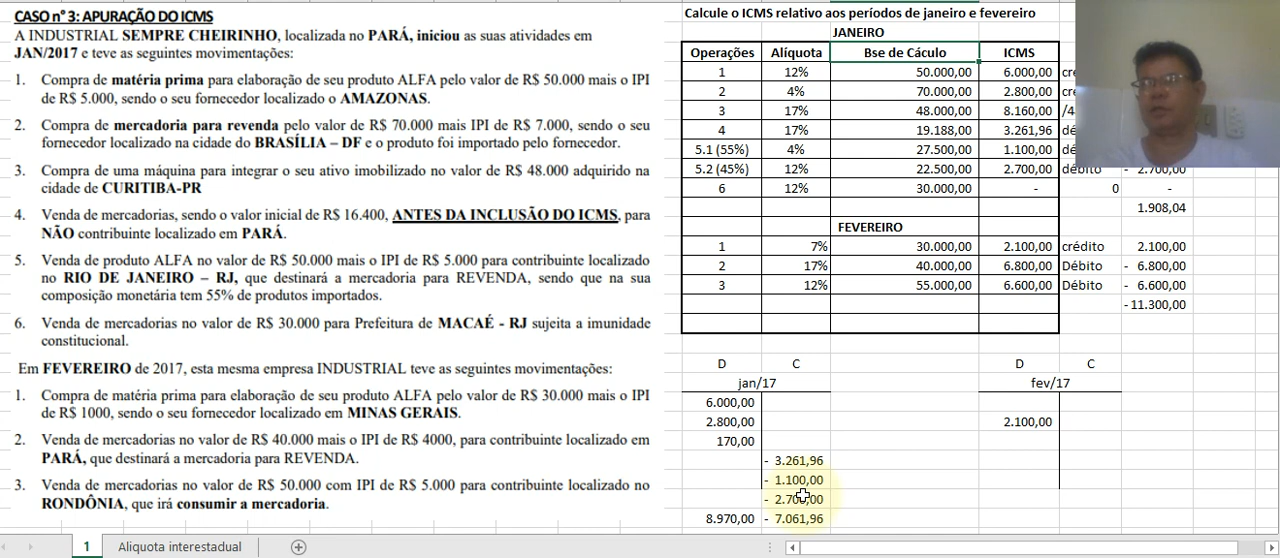 CASO nº 3: APURAÇÃO DO ICMS
A INDUSTRIAL SEMPRE CHEIRINHO, localizada no PARÁ, iniciou as suas atividades em
JAN/2017 e teve as seguintes movimentações:
1. Compra de matéria prima para elaboração de seu produto ALFA pelo valor de R$ 50.000 mais o IPI
de R$ 5.000, sendo o seu fornecedor localizado o AMAZONAS.
2. Compra de mercadoria para revenda pelo valor de R$ 70.000 mais IPI de R$ 7.000, sendo o seu
fornecedor localizado na cidade do BRASÍLIA – DF e o produto foi importado pelo fornecedor.
3. Compra de uma máquina para integrar o seu ativo imobilizado no valor de R$ 48.000 adquirido na
cidade de CURITIBA-PR
4. Venda de mercadorias, sendo o valor inicial de R$ 16.400, ANTES DA INCLUSÃO DO ICMS, para
NÃO contribuinte localizado em PARÁ.
5. Venda de produto ALFA no valor de R$ 50.000 mais o IPI de R$ 5.000 para contribuinte localizado
no RIO DE JANEIRO – RJ, que destinará a mercadoria para REVENDA, sendo que na sua
composição monetária tem 55% de produtos importados.
6. Venda de mercadorias no valor de R$ 30.000 para Prefeitura de MACAÉ - RJ sujeita a imunidade
constitucional.
Em FEVEREIRO de 2017, esta mesma empresa INDUSTRIAL teve as seguintes movimentações:
1. Compra de matéria prima para elaboração de seu produto ALFA pelo valor de R$ 30.000 mais o IPI
de R$ 1000, sendo o seu fornecedor localizado em MINAS GERAIS.
2. Venda de mercadorias no valor de R$ 40.000 mais o IPI de R$ 4000, para contribuinte localizado em
PARÁ, que destinará a mercadoria para REVENDA.
3. Venda de mercadorias no valor de R$ 50.000 com IPI de R$ 5.000 para contribuinte localizado no
RONDÔNIA, que irá consumir a mercadoria.
Calcule o ICMS relativo aos períodos de janeiro e fevereiro
JANEIRO
Operações Alíquota Bse de Cáculo ICMS
1 12% 50.000,00 6.000,00 cre
2 4% 70.000,00 2.800,00 cre
3 17% 48.000,00 8.160,00 /4
4 17% 19.188,00 3.261,96 dé
5.1 (55%) 4% 27.500,00 1.100,00 dé
5.2 (45%) 12% 22.500,00 2.700,00 débito - 2.700,00
6 12% 30.000,00 - 0 -
1.908,04
FEVEREIRO
1 7% 30.000,00 2.100,00 crédito 2.100,00
2 17% 40.000,00 6.800,00 Débito - 6.800,00
3 12% 55.000,00 6.600,00 Débito - 6.600,00
- 11.300,00
D C D C
jan/17 fev/17
6.000,00
2.800,00 2.100,00
170,00
- 3.261,96
- 1.100,00
- 2.700,00
8.970,00 - 7.061,96
1 Aliquota interestadual